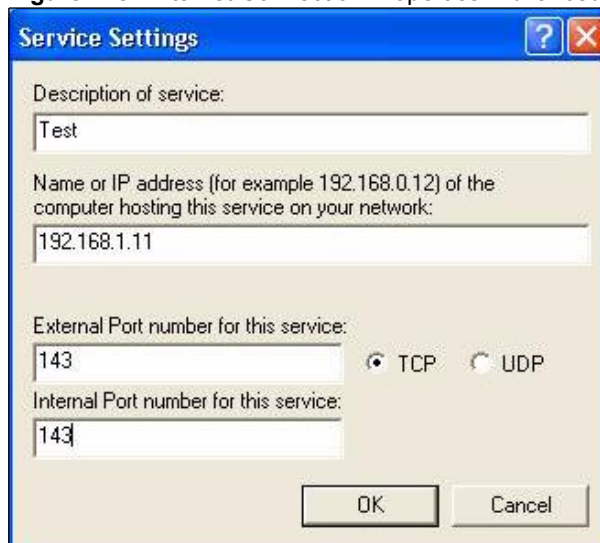 Service Settings
Description of service:
Test
Name or IP address (for example 192.168.0.12) of the
computer hosting this service on your network:
192.168.1.11
External Port number for this service:
143
TCP
UDP
Internal Port number for this service:
143
OK
Cancel